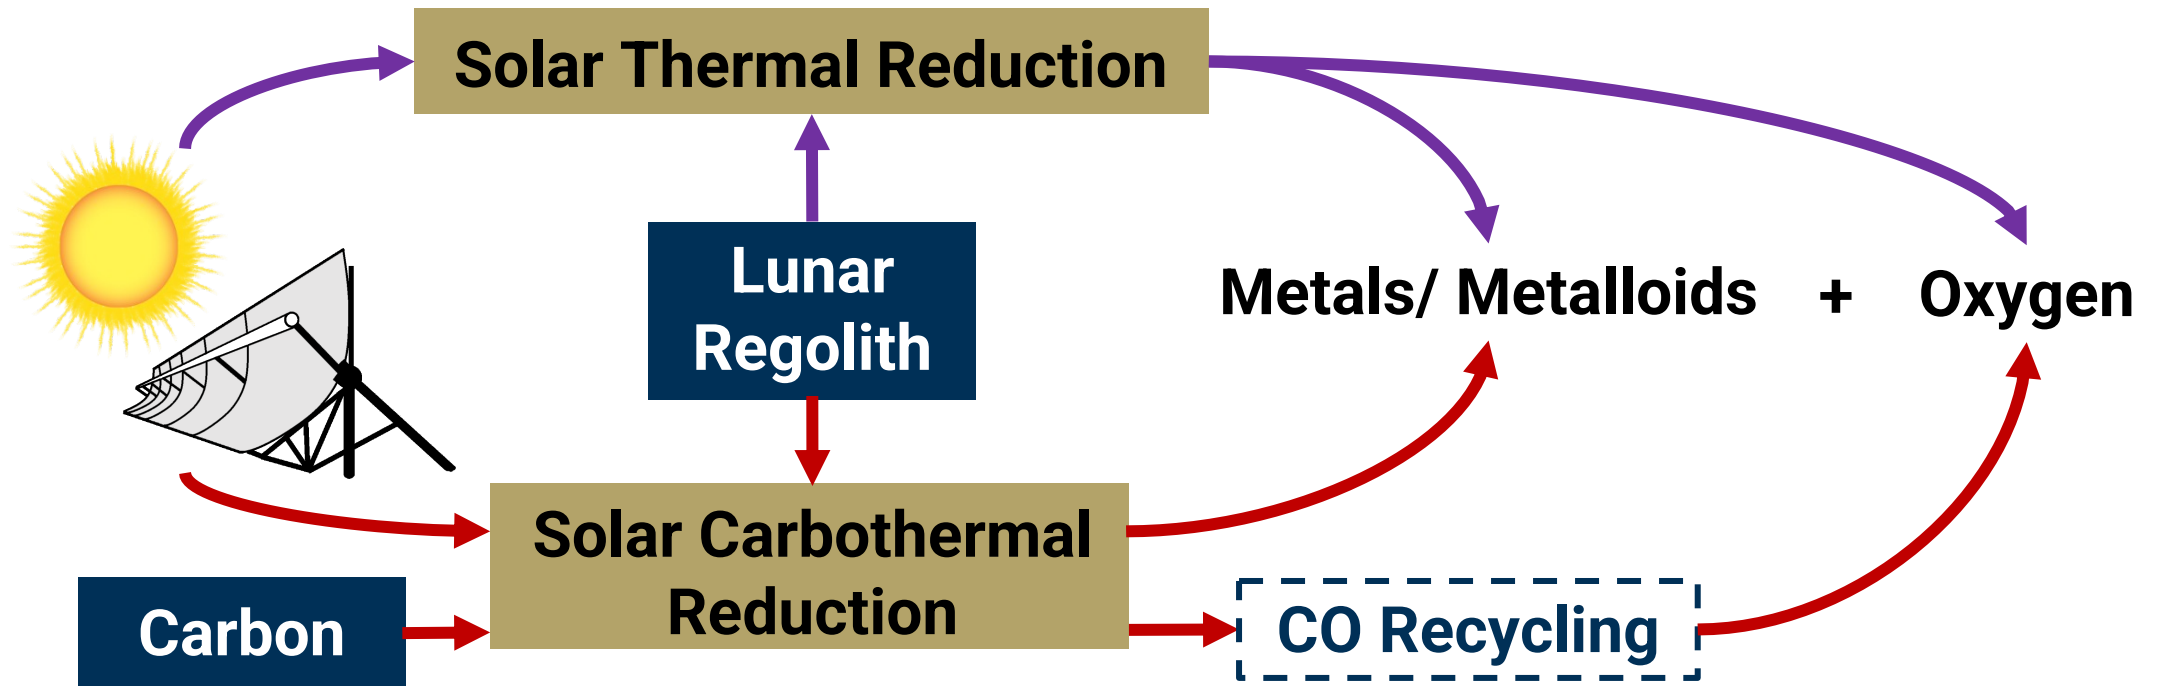 Solar Thermal Reduction
Lunar
Regolith
Metals/ Metalloids + Oxygen
Solar Carbothermal
Reduction
Carbon
CO Recycling